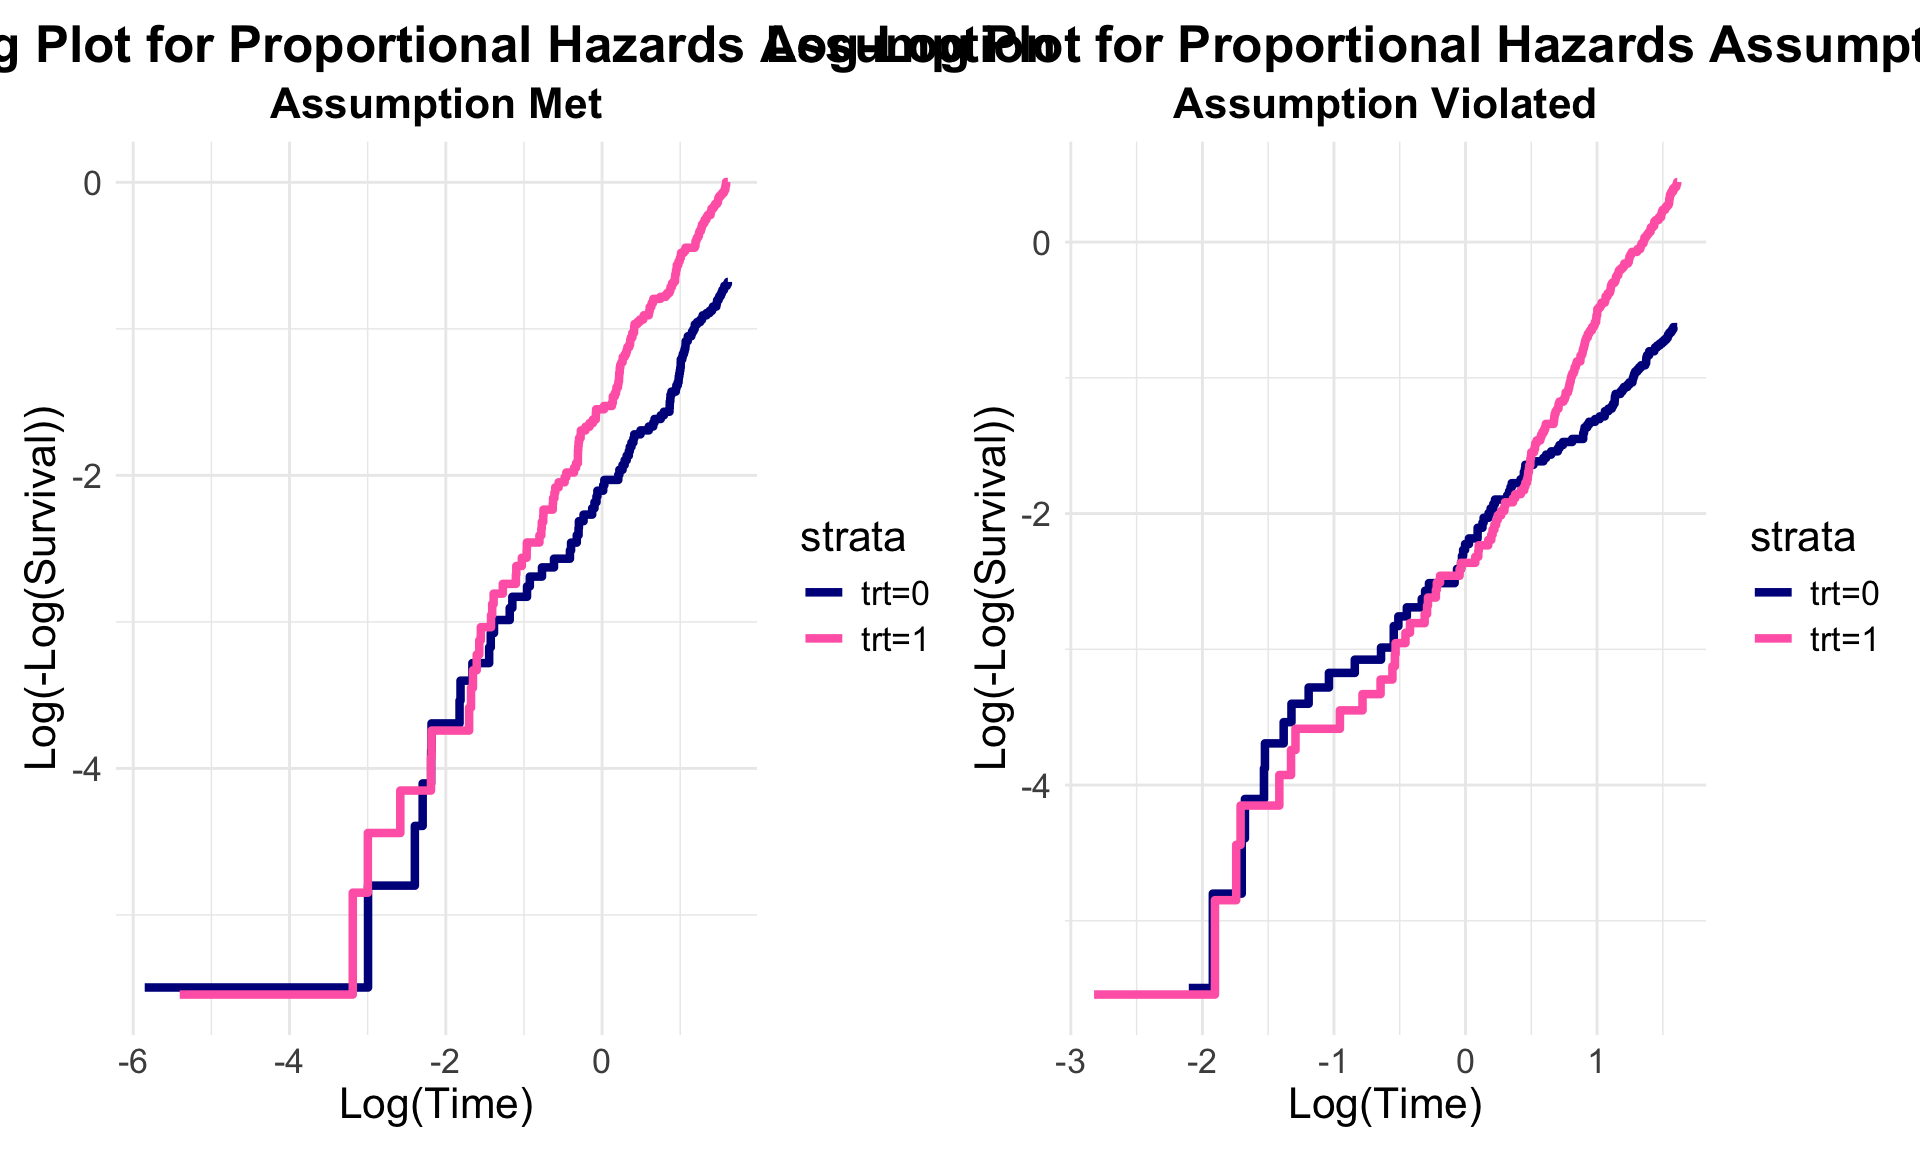 g Plot for Proportional Hazards Assumption
Log-Log Plot for Proportional Hazards Assumpt
Assumption Met
Assumption Violated
Log(-Log(Survival))
0
-2
-4
-6
-4
-2
0
Log(Time)
strata
trt=0
trt=1
Log(-Log(Survival))
0
-2
-4
-3
-2
-1
0
1
Log(Time)
strata
trt=0
trt=1